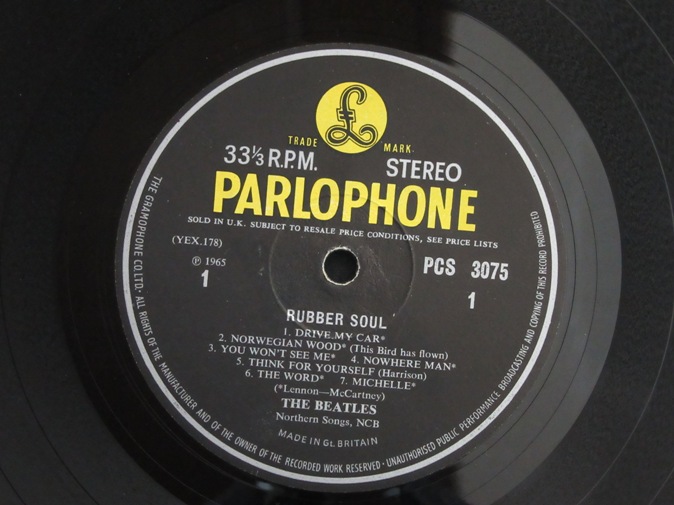 TRADE MARK.
33⅓ R.P.M. STEREO
PARLOPHONE
SOLD IN U.K. SUBJECT TO RESALE PRICE CONDITIONS, SEE PRICE LISTS
(YEX.178)
℗ 1965
1
PCS 3075
1
RUBBER SOUL
1. DRIVE MY CAR*
2. NORWEGIAN WOOD* (This Bird has flown)
3. YOU WON'T SEE ME* 4. NOWHERE MAN*
5. THINK FOR YOURSELF (Harrison)
6. THE WORD* 7. MICHELLE*
(*Lennon—McCartney)
THE BEATLES
Northern Songs, NCB
MADE IN GT. BRITAIN
THE GRAMOPHONE CO. LTD. · ALL RIGHTS OF THE MANUFACTURER AND OF THE OWNER OF THE RECORDED WORK RESERVED · UNAUTHORISED PUBLIC PERFORMANCE BROADCASTING AND COPYING OF THIS RECORD PROHIBITED